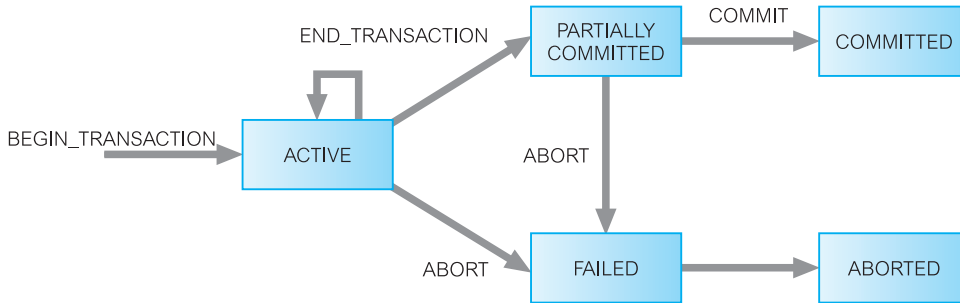 COMMIT
PARTIALLY
COMMITTED
COMMITTED
END_TRANSACTION
BEGIN_TRANSACTION
ACTIVE
ABORT
ABORT
FAILED
ABORTED